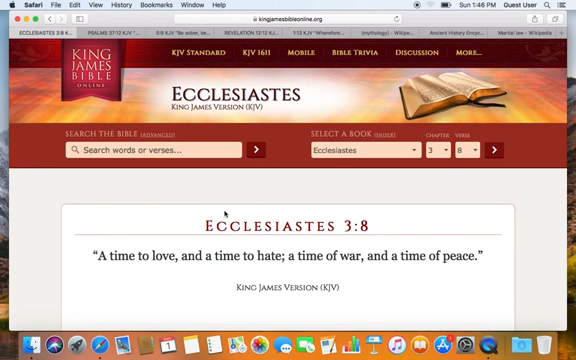 Safari File Edit View History Bookmarks Window Help Sun 1:46 PM Guest User
kingjamesbibleonline.org
ECCLESIASTES 3:8 K... PSALMS 37:12 KJV "... 5:8 KJV "Be sober, be... REVELATION 12:12 KJ... 1:13 KJV "Wherefore... (mythology) - Wikipe... Ancient History Encyc... Martial law - Wikipedia
KING JAMES BIBLE ONLINE
KJV STANDARD KJV 1611 MOBILE BIBLE TRIVIA DISCUSSION MORE...
ECCLESIASTES
KING JAMES VERSION (KJV)
SEARCH THE BIBLE (ADVANCED) SELECT A BOOK (INDEX) CHAPTER VERSE
Search words or verses... Ecclesiastes 3 8
ECCLESIASTES 3:8
“A time to love, and a time to hate; a time of war, and a time of peace.”
KING JAMES VERSION (KJV)
1